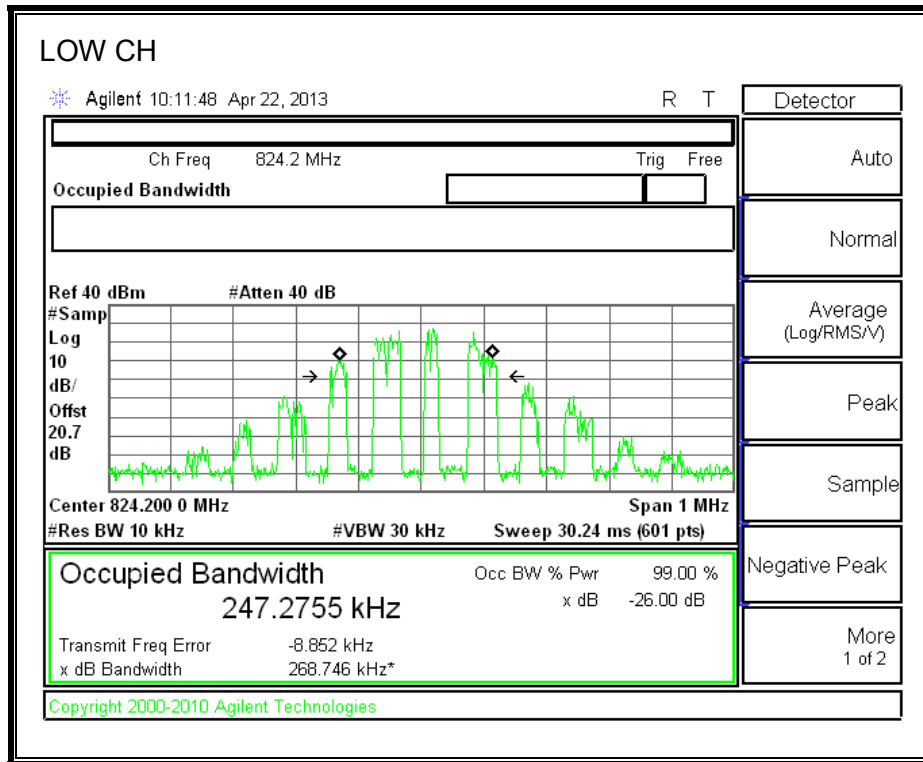 LOW CH
Agilent 10:11:48 Apr 22, 2013 R T
Detector
Ch Freq 824.2 MHz Trig Free
Occupied Bandwidth
Auto
Normal
Average
(Log/RMS/V)
Peak
Sample
Negative Peak
More
1 of 2
Ref 40 dBm #Atten 40 dB
#Samp
Log
10
dB/
Offst
20.7
dB
Center 824.200 0 MHz Span 1 MHz
#Res BW 10 kHz #VBW 30 kHz Sweep 30.24 ms (601 pts)
Occupied Bandwidth Occ BW % Pwr 99.00 %
247.2755 kHz x dB -26.00 dB
Transmit Freq Error -8.852 kHz
x dB Bandwidth 268.746 kHz*
Copyright 2000-2010 Agilent Technologies